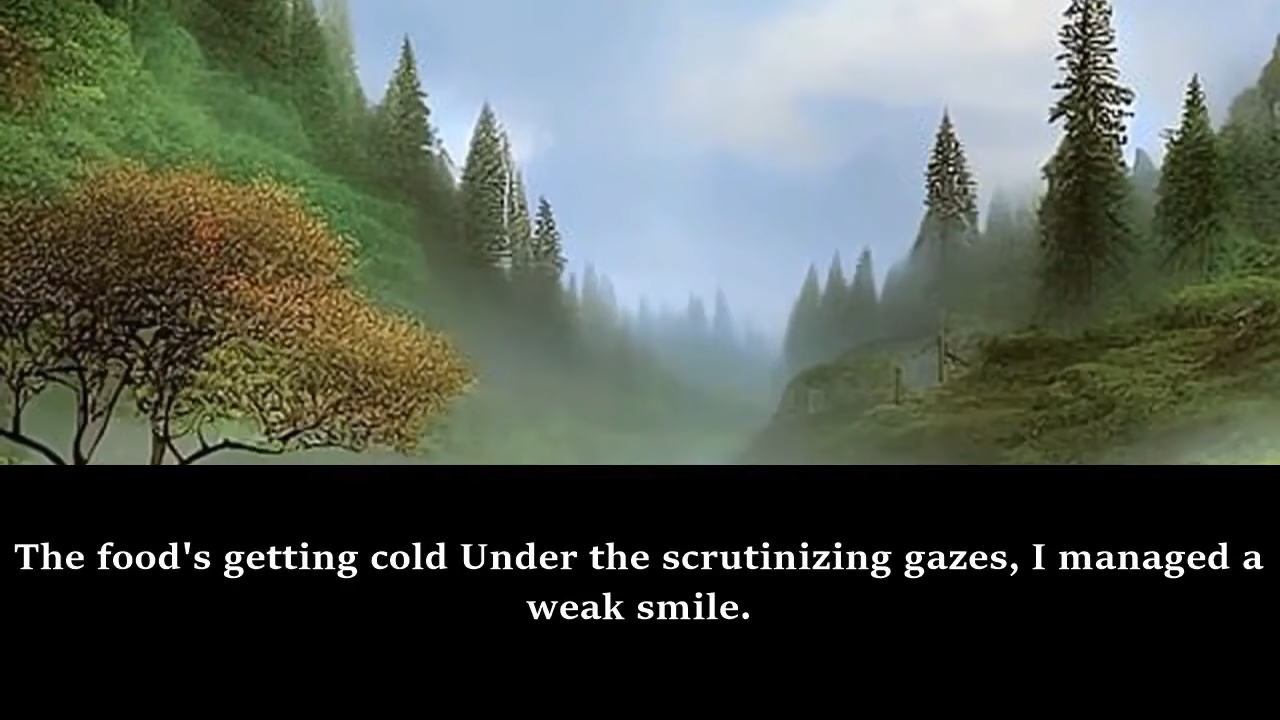 The food's getting cold Under the scrutinizing gazes, I managed a
weak smile.